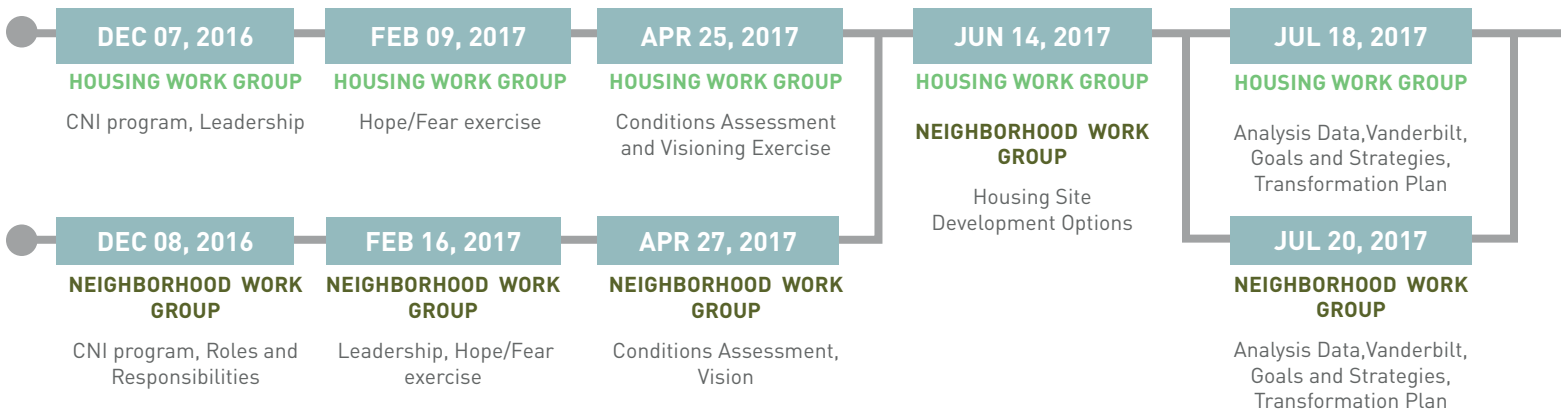 DEC 07, 2016
HOUSING WORK GROUP
CNI program, Leadership
FEB 09, 2017
HOUSING WORK GROUP
Hope/Fear exercise
APR 25, 2017
HOUSING WORK GROUP
Conditions Assessment
and Visioning Exercise
JUN 14, 2017
HOUSING WORK GROUP
NEIGHBORHOOD WORK
GROUP
Housing Site
Development Options
JUL 18, 2017
HOUSING WORK GROUP
Analysis Data,Vanderbilt,
Goals and Strategies,
Transformation Plan
DEC 08, 2016
NEIGHBORHOOD WORK
GROUP
CNI program, Roles and
Responsibilities
FEB 16, 2017
NEIGHBORHOOD WORK
GROUP
Leadership, Hope/Fear
exercise
APR 27, 2017
NEIGHBORHOOD WORK
GROUP
Conditions Assessment,
Vision
JUL 20, 2017
NEIGHBORHOOD WORK
GROUP
Analysis Data,Vanderbilt,
Goals and Strategies,
Transformation Plan